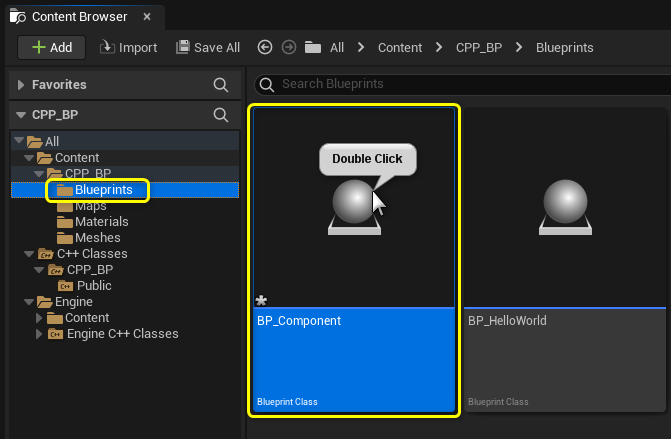 Content Browser
Add Import Save All All Content CPP_BP Blueprints
Favorites
Search Blueprints
CPP_BP
All
Content
CPP_BP
Blueprints
Maps
Materials
Meshes
C++ Classes
CPP_BP
Public
Engine
Content
Engine C++ Classes
Double Click
BP_Component
Blueprint Class
BP_HelloWorld
Blueprint Class